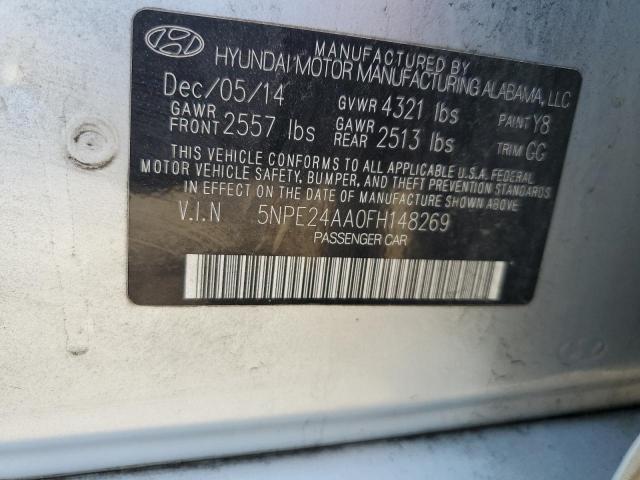 MANUFACTURED BY
HYUNDAI MOTOR MANUFACTURING ALABAMA, LLC
Dec/05/14 GVWR 4321 lbs PAINT Y8
GAWR FRONT 2557 lbs GAWR REAR 2513 lbs TRIM GG
THIS VEHICLE CONFORMS TO ALL APPLICABLE U.S.A. FEDERAL
MOTOR VEHICLE SAFETY, BUMPER, AND THEFT PREVENTION STANDARDS
IN EFFECT ON THE DATE OF MANUFACTURE SHOWN ABOVE.
V.I.N 5NPE24AA0FH148269
PASSENGER CAR